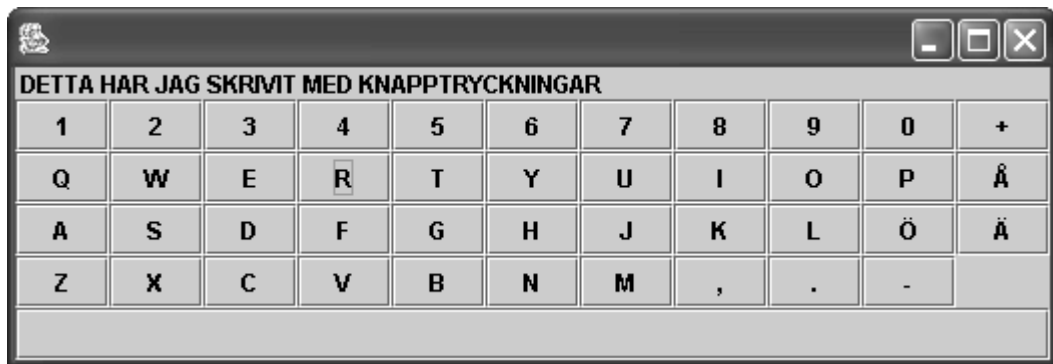 DETTA HAR JAG SKRIVIT MED KNAPPTRYCKNINGAR
1 2 3 4 5 6 7 8 9 0 +
Q W E R T Y U I O P Å
A S D F G H J K L Ö Ä
Z X C V B N M , . -